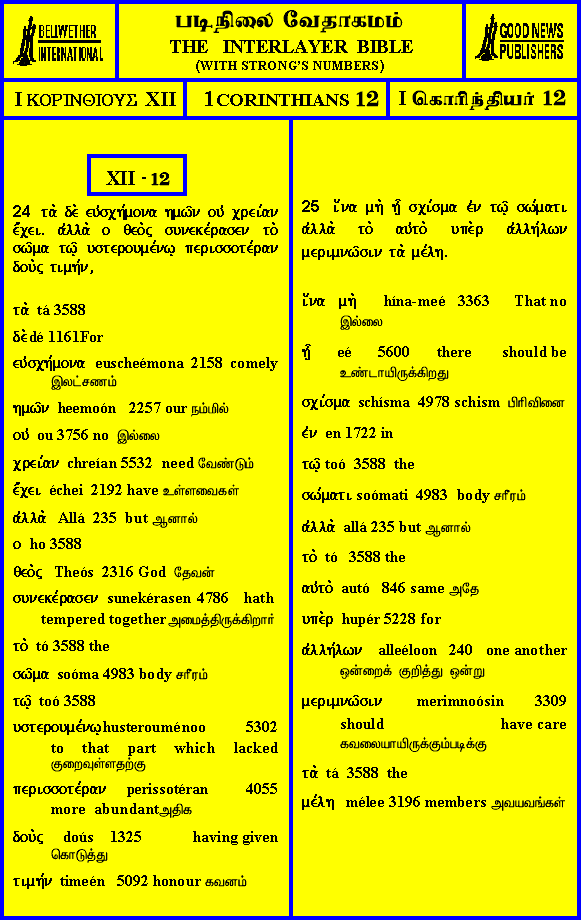 BELLWETHER
INTERNATIONAL
படிநிலை வேதாகமம்
THE INTERLAYER BIBLE
(WITH STRONG'S NUMBERS)
GOOD NEWS
PUBLISHERS
I ΚΟΡΙΝΘΙΟΥΣ XII
1 CORINTHIANS 12
I கொரிந்தியர் 12
XII - 12
24 τὰ δὲ εὐσχήμονα ημῶν οὐ χρείαν
ἔχει. ἀλλὰ ο θεὸς συνεκέρασεν τὸ
σῶμα τῷ υστερουμένῳ περισσοτέραν
δοὺς τιμήν,
τὰ tá 3588
δὲ dé 1161For
εὐσχήμονα euscheémona 2158 comely
இலட்சணம்
ημῶν heemoón 2257 our நம்மில்
οὐ ou 3756 no இல்லை
χρείαν chreían 5532 need வேண்டும்
ἔχει échei 2192 have உள்ளவைகள்
ἀλλὰ Allá 235 but ஆனால்
ο ho 3588
θεὸς Theós 2316 God தேவன்
συνεκέρασεν sunekérasen 4786 hath
tempered together அமைத்திருக்கிறார்
τὸ tó 3588 the
σῶμα soóma 4983 body சரீரம்
τῷ toó 3588
υστερουμένῳ husterouménoo 5302
to that part which lacked
குறைவுள்ளதற்கு
περισσοτέραν perissotéran 4055
more abundantஅதிக
δοὺς doús 1325 having given
கொடுத்து
τιμήν timeén 5092 honour கவனம்
25 ἵνα μὴ ᾖ σχίσμα ἐν τῷ σώματι
ἀλλὰ τὸ αὐτὸ υπὲρ ἀλλήλων
μεριμνῶσιν τὰ μέλη.
ἵνα μὴ hína-meé 3363 That no
இல்லை
ᾖ eé 5600 there should be
உண்டாயிருக்கிறது
σχίσμα schísma 4978 schism பிரிவினை
ἐν en 1722 in
τῷ toó 3588 the
σώματι soómati 4983 body சரீரம்
ἀλλὰ allá 235 but ஆனால்
τὸ tó 3588 the
αὐτὸ autó 846 same அதே
υπὲρ hupér 5228 for
ἀλλήλων alleéloon 240 one another
ஒன்றைக் குறித்து ஒன்று
μεριμνῶσιν merimnoósin 3309
should have care
கவலையாயிருக்கும்படிக்கு
τὰ tá 3588 the
μέλη mélee 3196 members அவயவங்கள்